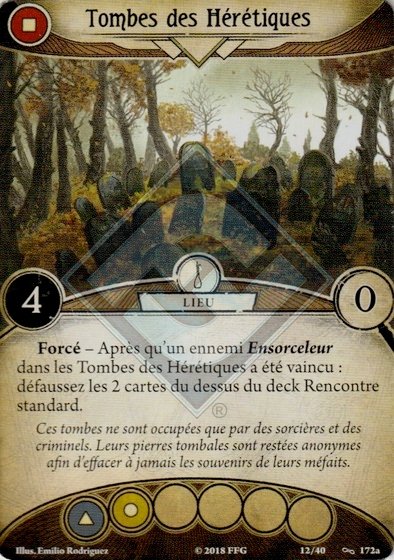 Tombes des Hérétiques
4
LIEU
0
Forcé – Après qu'un ennemi Ensorceleur
dans les Tombes des Hérétiques a été vaincu :
défaussez les 2 cartes du dessus du deck Rencontre
standard.
Ces tombes ne sont occupées que par des sorcières et des
criminels. Leurs pierres tombales sont restées anonymes
afin d'effacer à jamais les souvenirs de leurs méfaits.
Illus. Emilio Rodriguez © 2018 FFG 12/40 172a
®